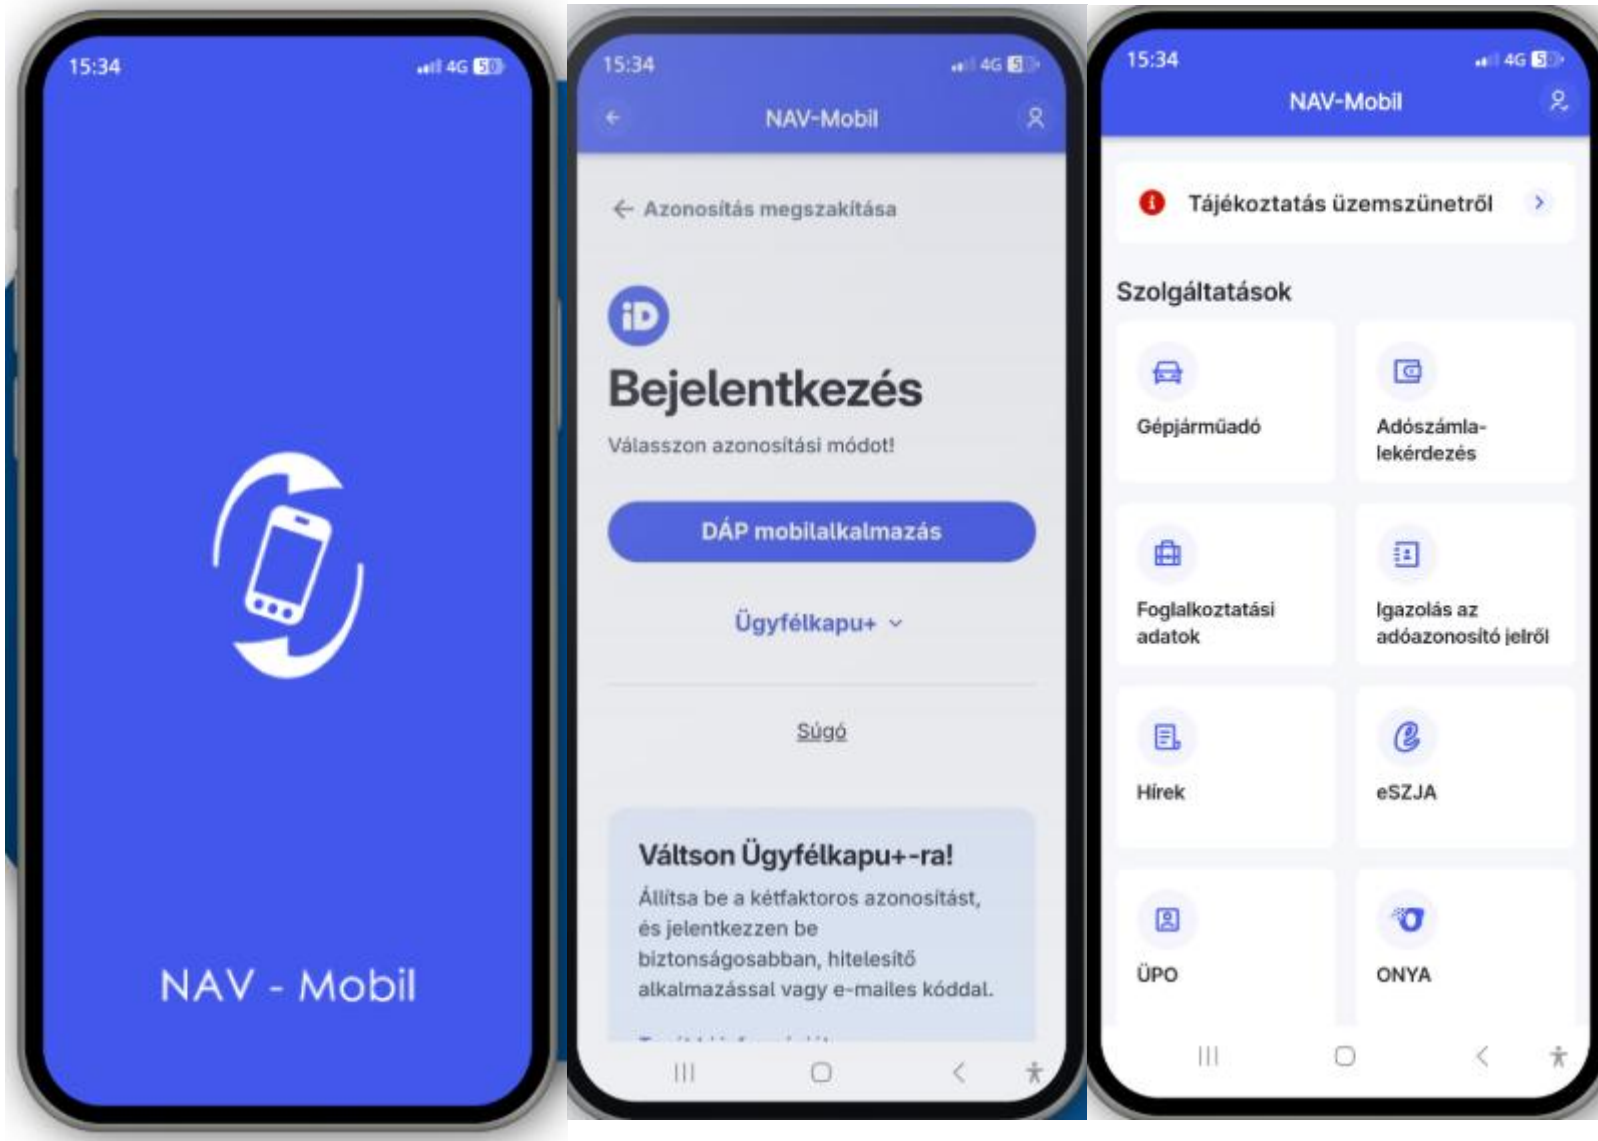 15:34
4G
NAV - Mobil
15:34
4G
NAV-Mobil
← Azonosítás megszakítása
iD
Bejelentkezés
Válasszon azonosítási módot!
DÁP mobilalkalmazás
Ügyfélkapu+
Súgó
Váltson Ügyfélkapu+-ra!
Állítsa be a kétfaktoros azonosítást,
és jelentkezzen be
biztonságosabban, hitelesítő
alkalmazással vagy e-mailes kóddal.
15:34
4G
NAV-Mobil
Tájékoztatás üzemszünetről
Szolgáltatások
Gépjárműadó
Adószámla-
lekérdezés
Foglalkoztatási
adatok
Igazolás az
adóazonosító jelről
Hírek
eSZJA
ÜPO
ONYA